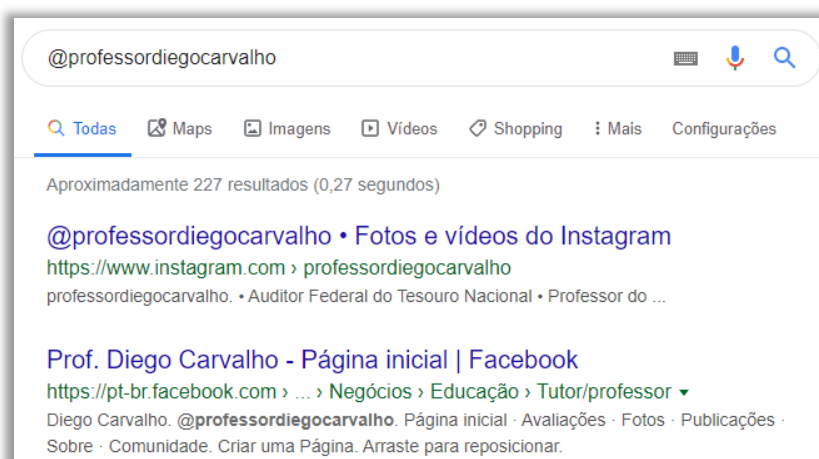 @professordiegocarvalho
Todas Maps Imagens Vídeos Shopping Mais Configurações
Aproximadamente 227 resultados (0,27 segundos)
@professordiegocarvalho • Fotos e vídeos do Instagram
https://www.instagram.com › professordiegocarvalho
professordiegocarvalho. • Auditor Federal do Tesouro Nacional • Professor do ...
Prof. Diego Carvalho - Página inicial | Facebook
https://pt-br.facebook.com › ... › Negócios › Educação › Tutor/professor
Diego Carvalho. @professordiegocarvalho. Página inicial · Avaliações · Fotos · Publicações ·
Sobre · Comunidade. Criar uma Página. Arraste para reposicionar.